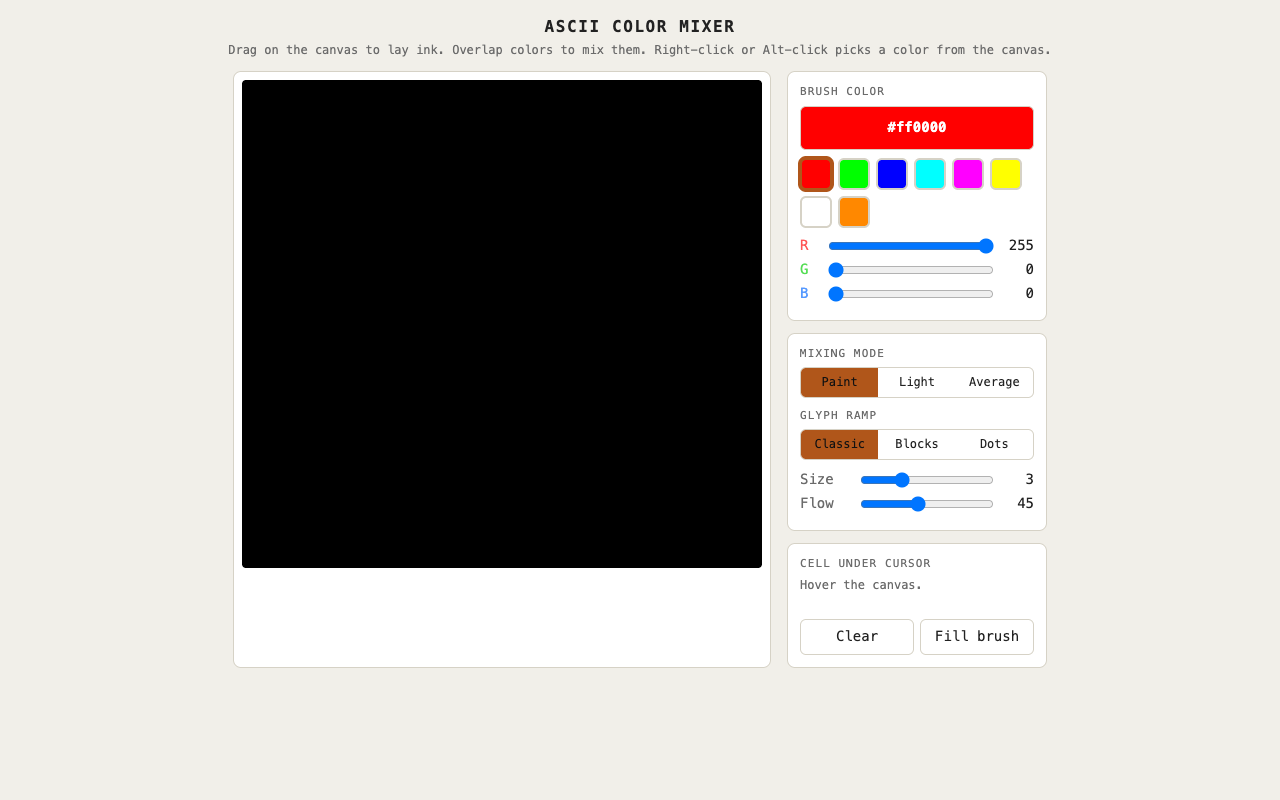 ASCII COLOR MIXER
Drag on the canvas to lay ink. Overlap colors to mix them. Right-click or Alt-click picks a color from the canvas.
BRUSH COLOR
#ff0000
R 255
G 0
B 0
MIXING MODE
Paint Light Average
GLYPH RAMP
Classic Blocks Dots
Size 3
Flow 45
CELL UNDER CURSOR
Hover the canvas.
Clear Fill brush